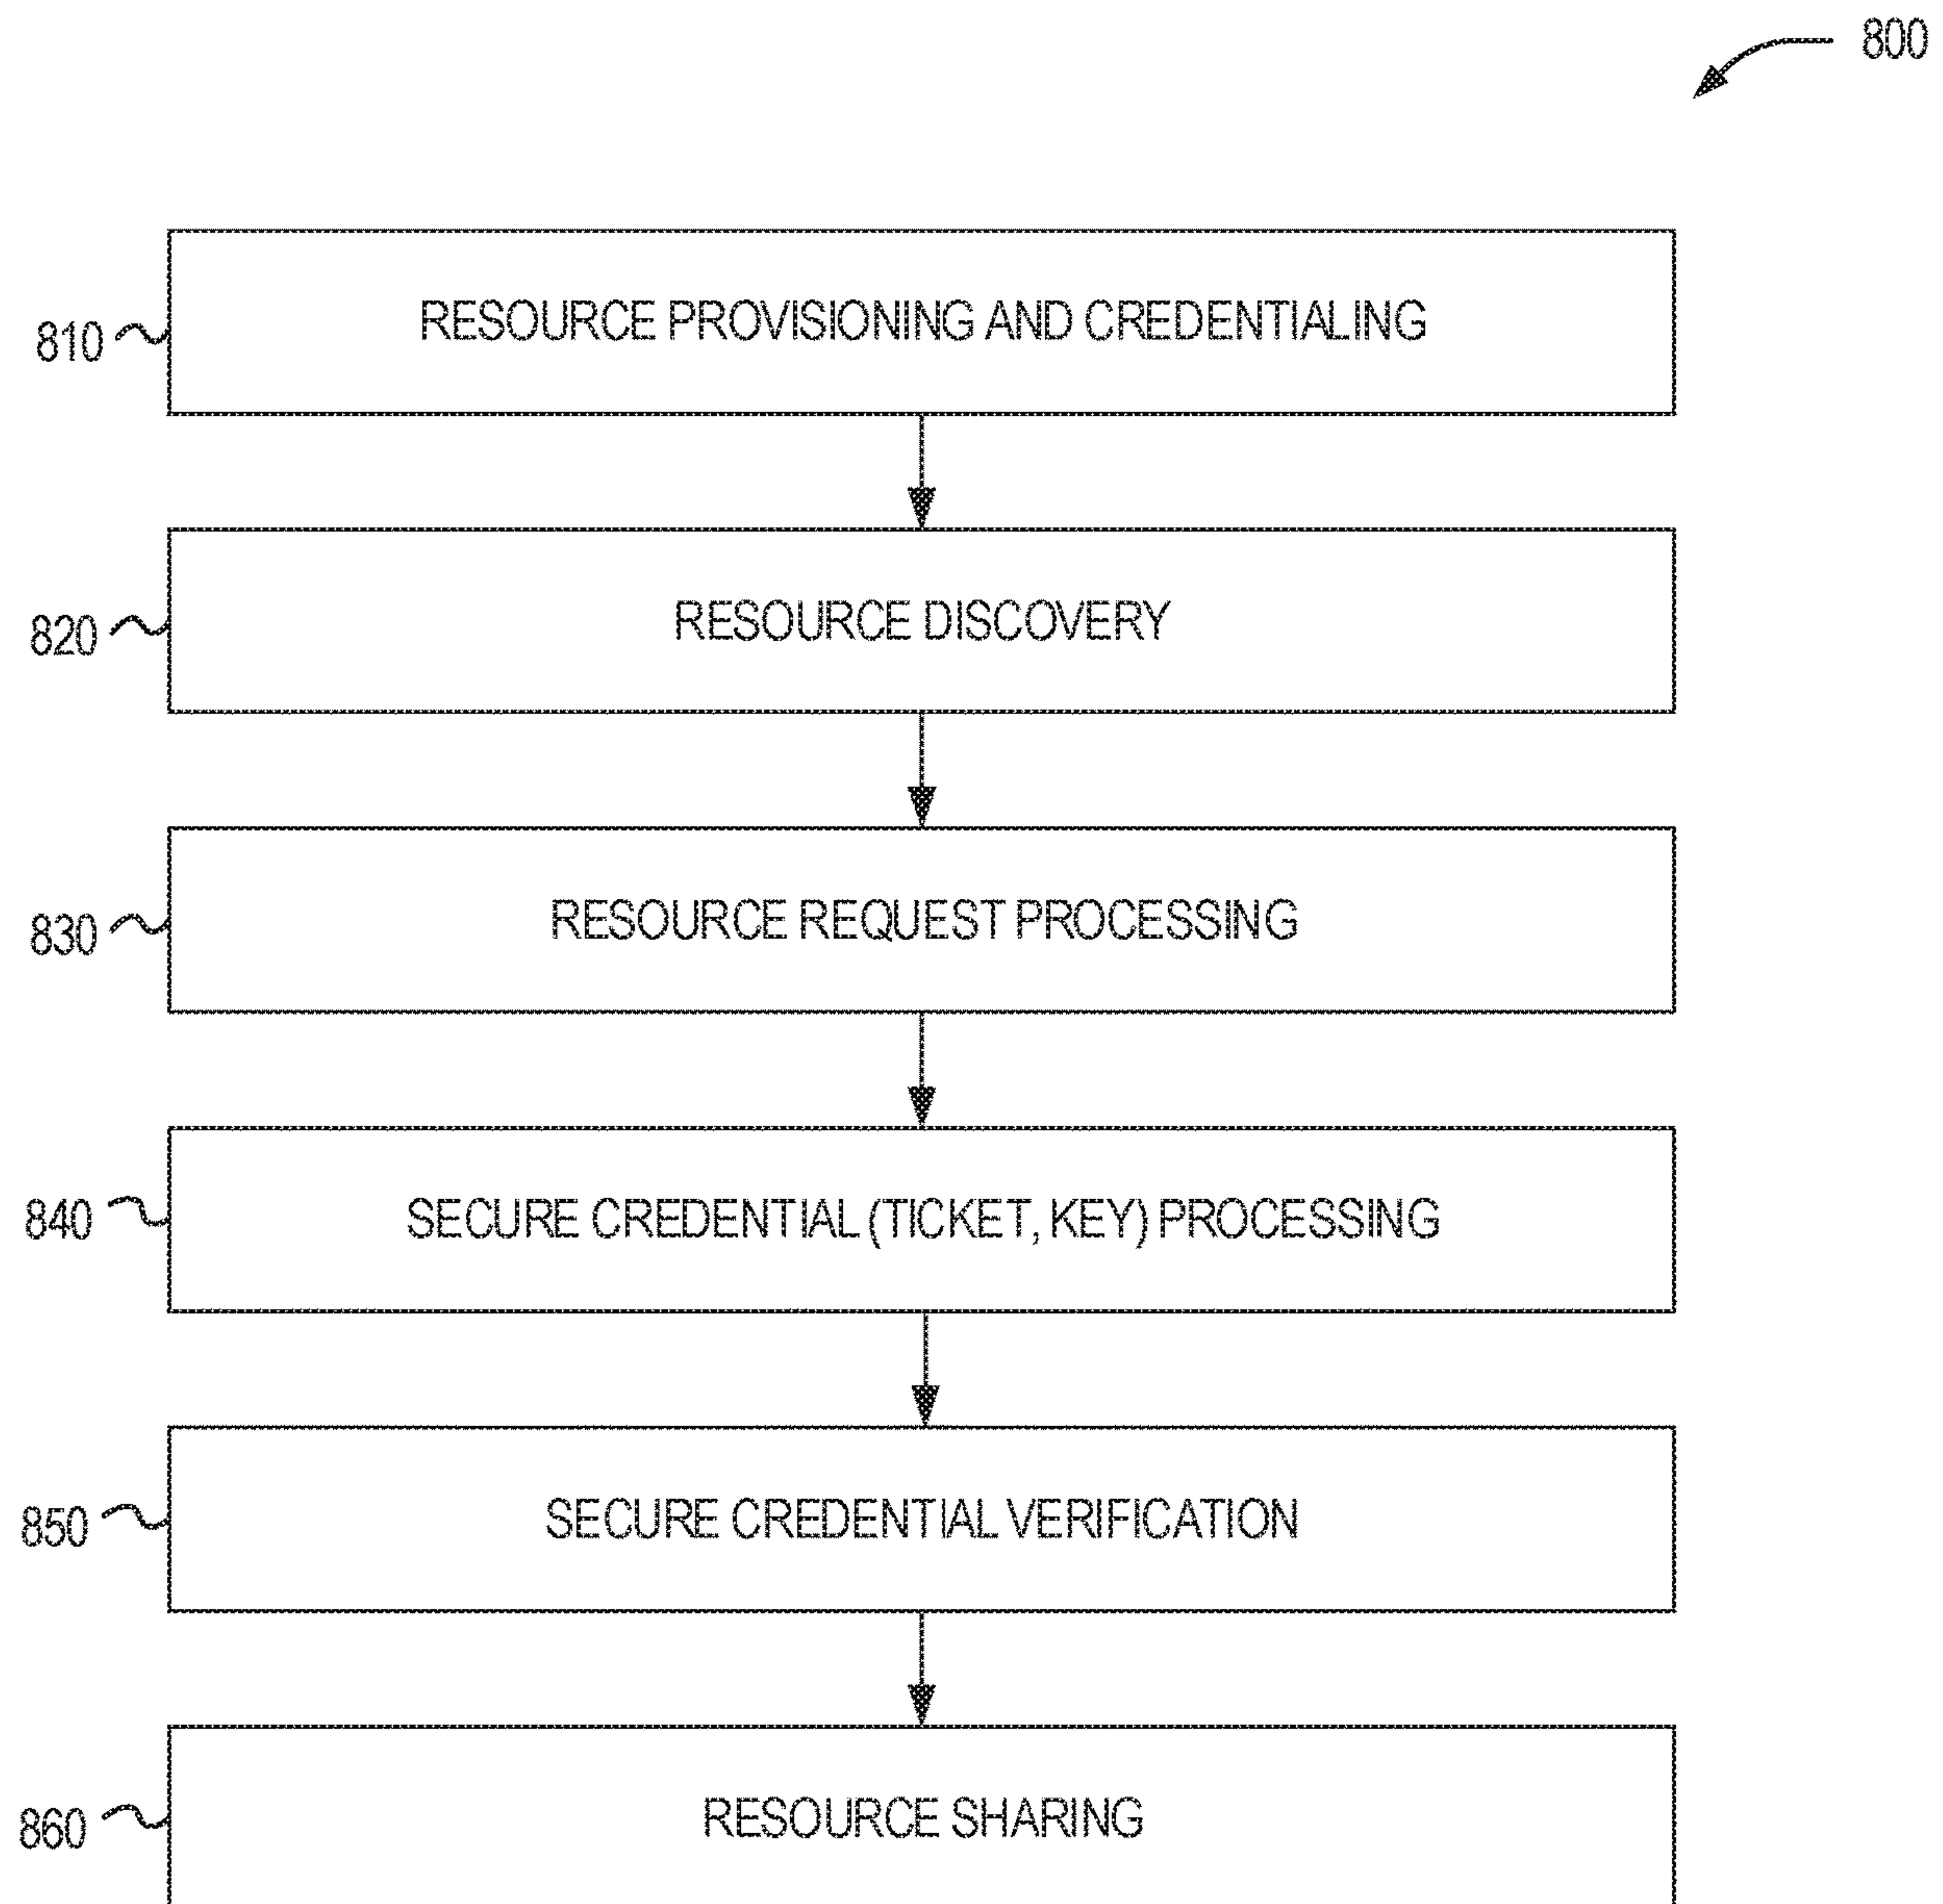 800
810 RESOURCE PROVISIONING AND CREDENTIALING
820 RESOURCE DISCOVERY
830 RESOURCE REQUEST PROCESSING
840 SECURE CREDENTIAL (TICKET, KEY) PROCESSING
850 SECURE CREDENTIAL VERIFICATION
860 RESOURCE SHARING